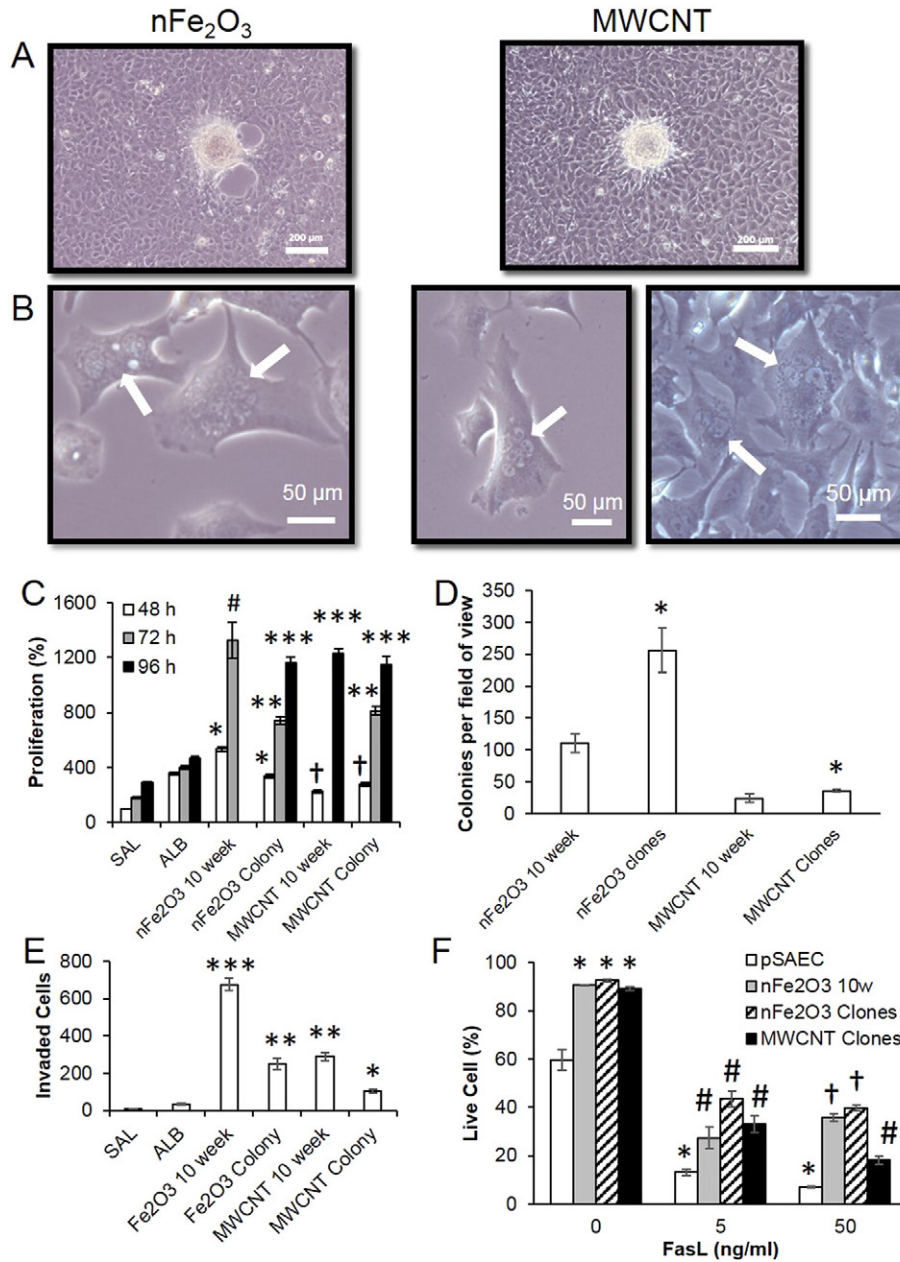 nFe₂O₃
MWCNT
A
200 µm
200 µm
B
50 µm
50 µm
50 µm
C
Proliferation (%)
1600
1200
800
400
0
48 h
72 h
96 h
*
#
*
**
***
†
***
†
**
***
SAL
ALB
nFe2O3 10 week
nFe2O3 Colony
MWCNT 10 week
MWCNT Colony
D
Colonies per field of view
350
300
250
200
150
100
50
0
*
*
nFe2O3 10 week
nFe2O3 clones
MWCNT 10 week
MWCNT Clones
E
Invaded Cells
800
600
400
200
0
***
**
**
*
SAL
ALB
Fe2O3 10 week
Fe2O3 Colony
MWCNT 10 week
MWCNT Colony
F
Live Cell (%)
100
80
60
40
20
0
pSAEC
nFe2O3 10w
nFe2O3 Clones
MWCNT Clones
* * *
* # # #
* † † #
0 5 50
FasL (ng/ml)